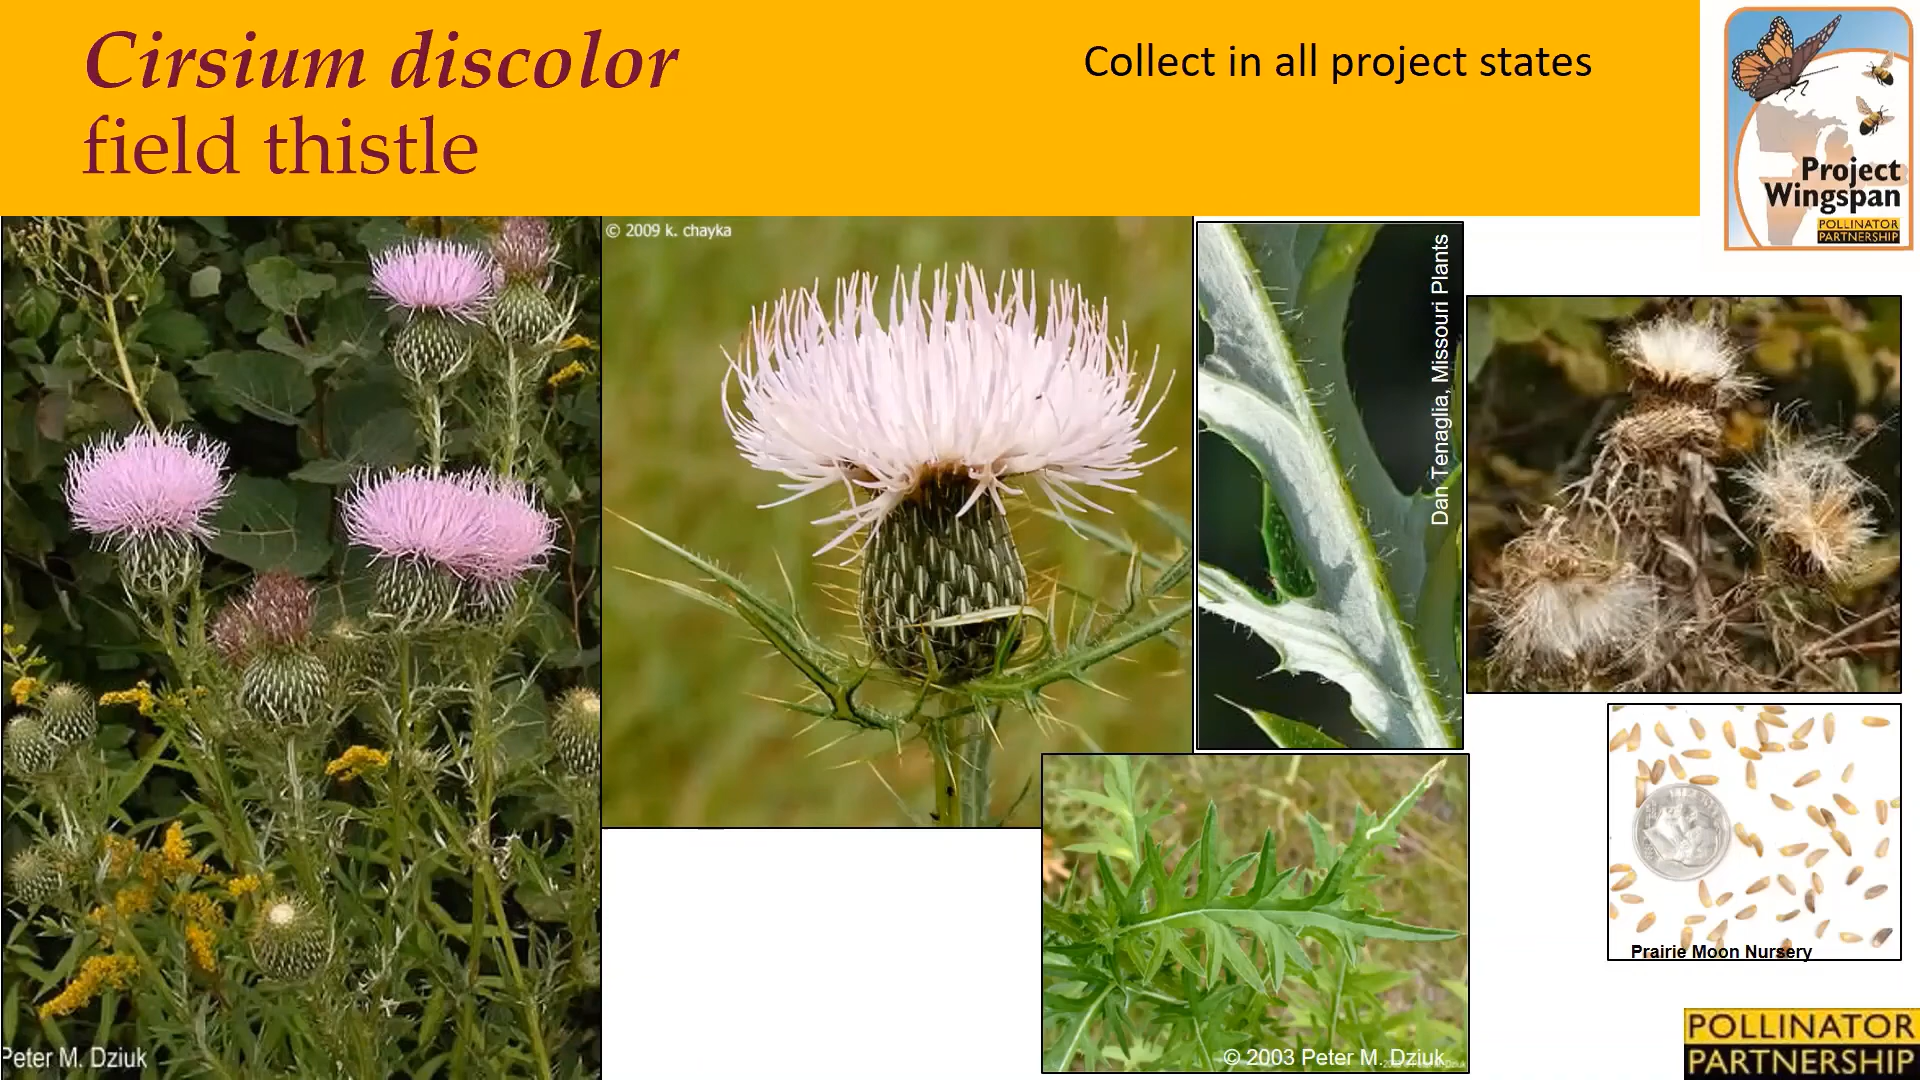 Cirsium discolor
field thistle
Collect in all project states
Project
Wingspan
POLLINATOR
PARTNERSHIP
© 2009 k. chayka
Dan Tenaglia, Missouri Plants
Prairie Moon Nursery
Peter M. Dziuk
© 2003 Peter M. Dziuk
POLLINATOR
PARTNERSHIP